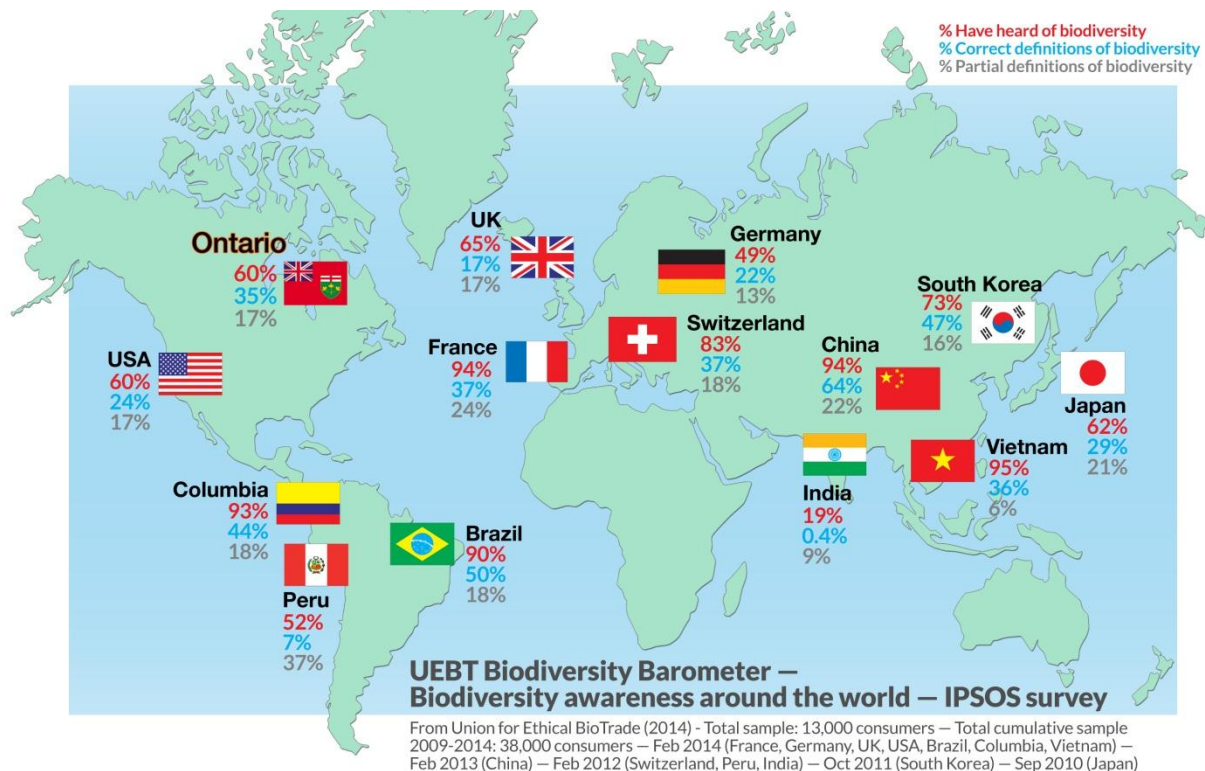 % Have heard of biodiversity
% Correct definitions of biodiversity
% Partial definitions of biodiversity
Ontario
60%
35%
17%
UK
65%
17%
17%
Germany
49%
22%
13%
South Korea
73%
47%
16%
USA
60%
24%
17%
France
94%
37%
24%
Switzerland
83%
37%
18%
China
94%
64%
22%
Japan
62%
29%
21%
Columbia
93%
44%
18%
Brazil
90%
50%
18%
India
19%
0.4%
9%
Vietnam
95%
36%
6%
Peru
52%
7%
37%
UEBT Biodiversity Barometer —
Biodiversity awareness around the world — IPSOS survey
From Union for Ethical BioTrade (2014) - Total sample: 13,000 consumers — Total cumulative sample
2009-2014: 38,000 consumers — Feb 2014 (France, Germany, UK, USA, Brazil, Columbia, Vietnam) —
Feb 2013 (China) — Feb 2012 (Switzerland, Peru, India) — Oct 2011 (South Korea) — Sep 2010 (Japan)